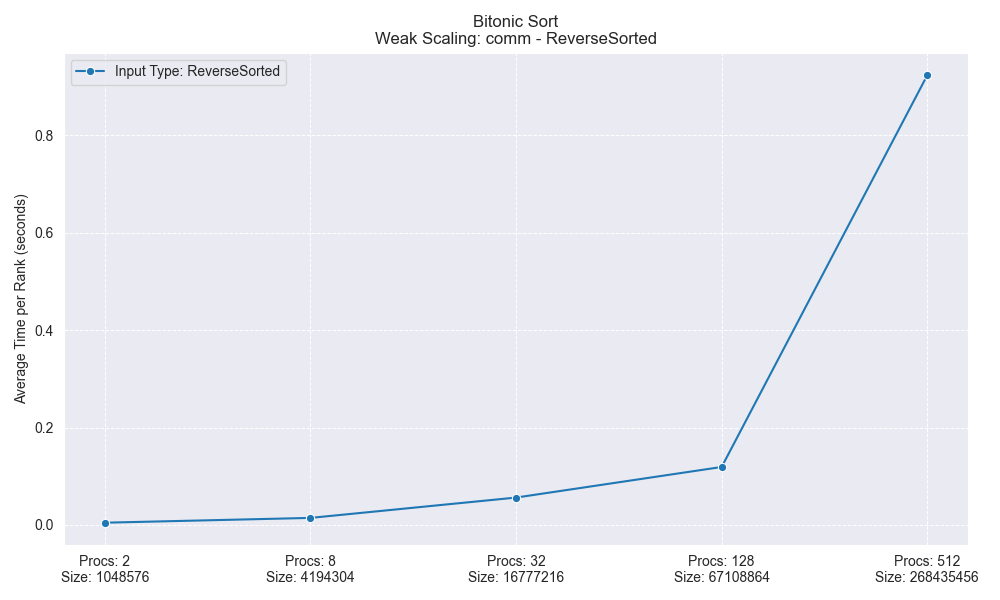 Bitonic Sort
Weak Scaling: comm - ReverseSorted
Input Type: ReverseSorted
Average Time per Rank (seconds)
0.8
0.6
0.4
0.2
0.0
Procs: 2
Size: 1048576
Procs: 8
Size: 4194304
Procs: 32
Size: 16777216
Procs: 128
Size: 67108864
Procs: 512
Size: 268435456